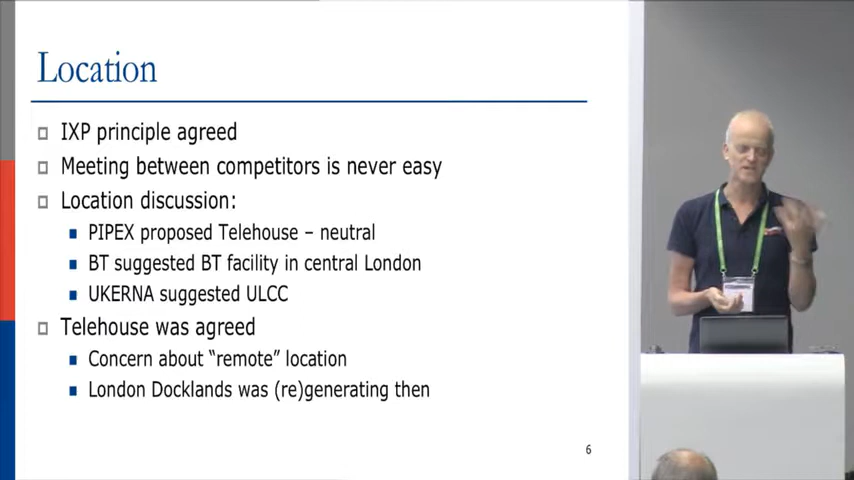 Location
IXP principle agreed
Meeting between competitors is never easy
Location discussion:
PIPEX proposed Telehouse – neutral
BT suggested BT facility in central London
UKERNA suggested ULCC
Telehouse was agreed
Concern about “remote” location
London Docklands was (re)generating then
6